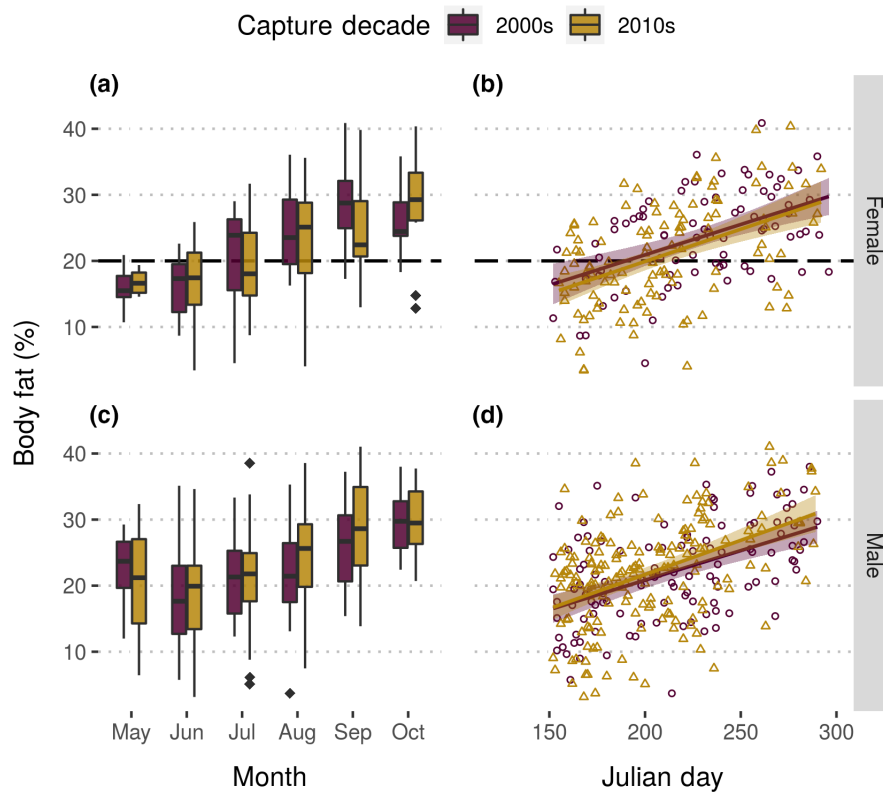 Capture decade 2000s 2010s
(a) (b)
40
30
20
10
Female
(c) (d)
40
30
20
10
Male
Body fat (%)
May Jun Jul Aug Sep Oct
150 200 250 300
Month Julian day